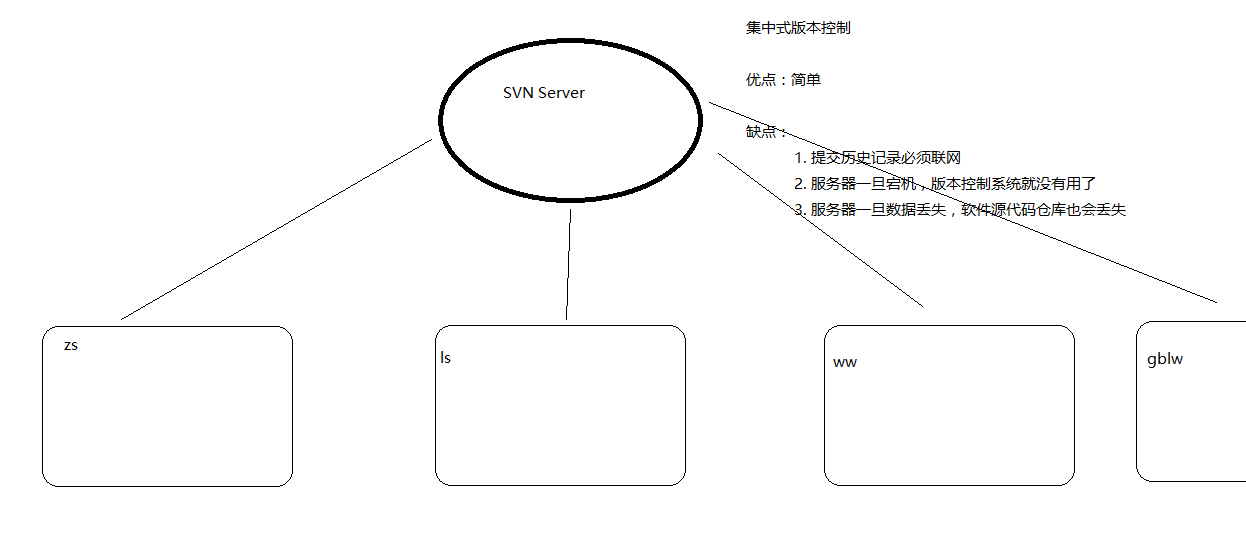 集中式版本控制
SVN Server
优点：简单
缺点：
1. 提交历史记录必须联网
2. 服务器一旦宕机，版本控制系统就没有用了
3. 服务器一旦数据丢失，软件源代码仓库也会丢失
zs
ls
ww
gblw